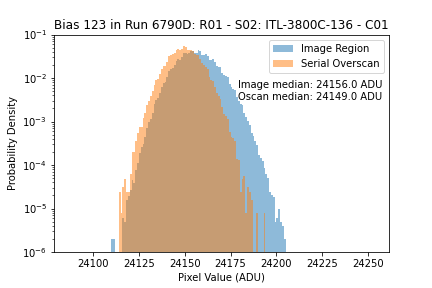 Bias 123 in Run 6790D: R01 - S02: ITL-3800C-136 - C01
Image Region
Serial Overscan
Image median: 24156.0 ADU
Oscan median: 24149.0 ADU
Probability Density
10⁻¹
10⁻²
10⁻³
10⁻⁴
10⁻⁵
10⁻⁶
24100 24125 24150 24175 24200 24225 24250
Pixel Value (ADU)